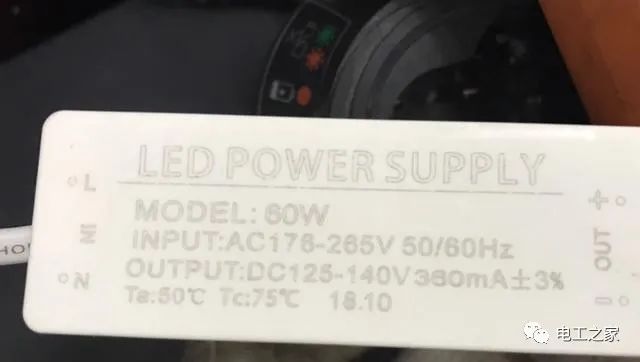 LED POWER SUPPLY
L
MODEL: 60W
IN
INPUT:AC176-265V 50/60Hz
OUT
N
OUTPUT:DC125-140V 360mA±3%
Ta:50℃ Tc:75℃ 18.10
+
电工之家